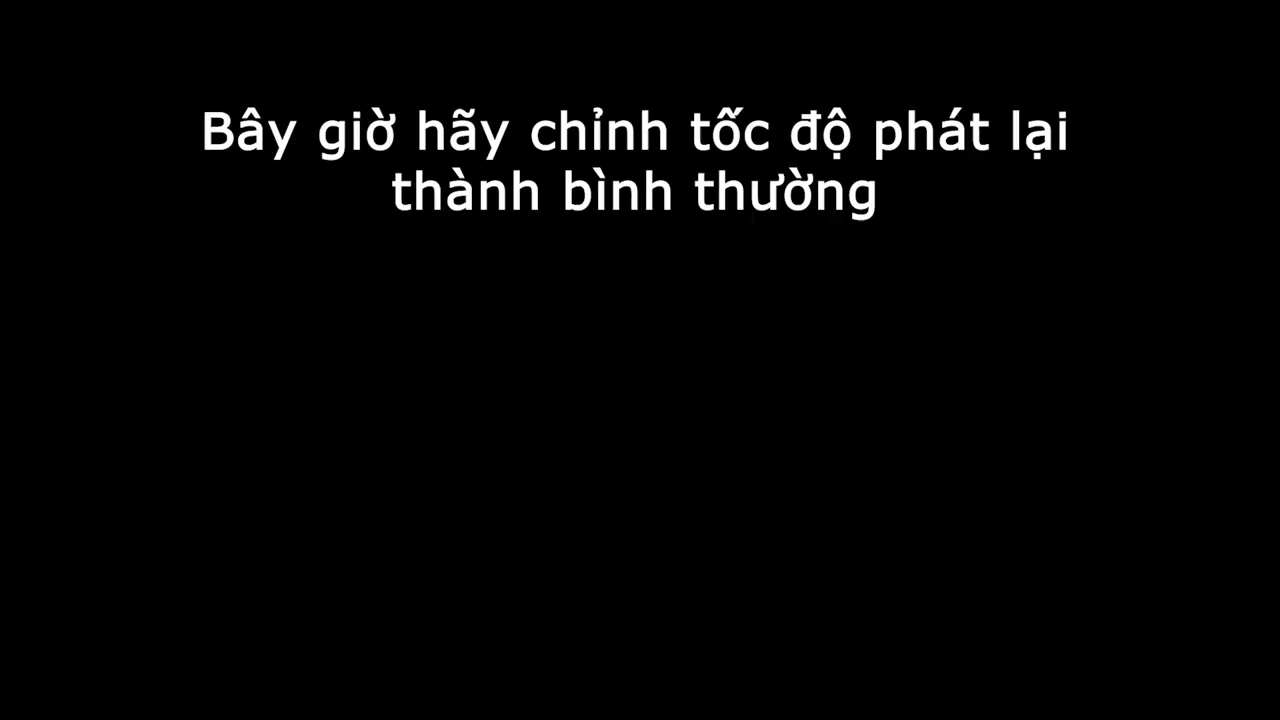 Bây giờ hãy chỉnh tốc độ phát lại
thành bình thường